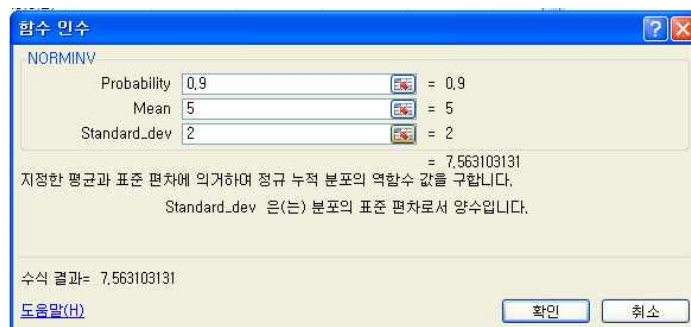 함수 인수
NORMINV
Probability 0,9 = 0,9
Mean 5 = 5
Standard_dev 2 = 2
= 7,563103131
지정한 평균과 표준 편차에 의거하여 정규 누적 분포의 역함수 값을 구합니다.
Standard_dev 은(는) 분포의 표준 편차로서 양수입니다.
수식 결과= 7,563103131
도움말(H)
확인
취소